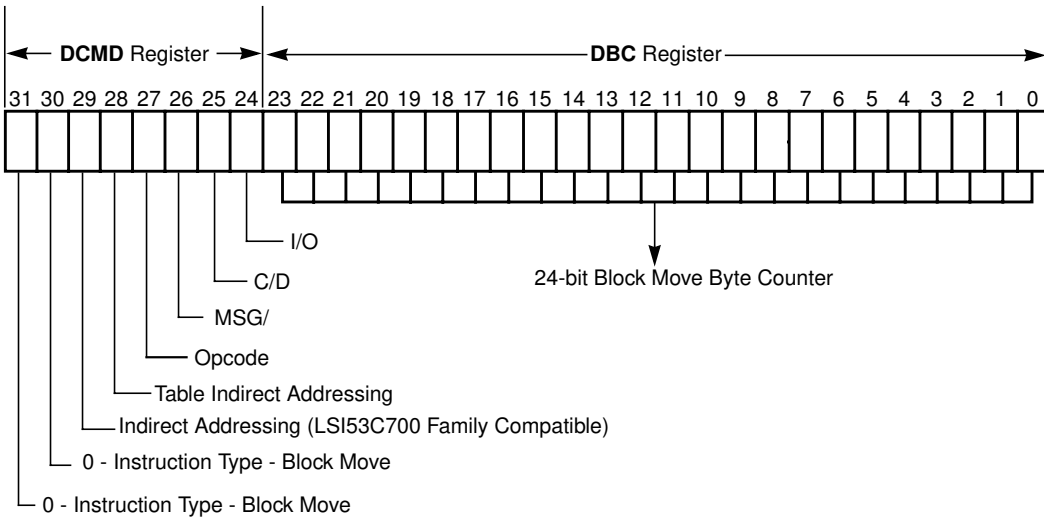 DCMD Register DBC Register
31 30 29 28 27 26 25 24 23 22 21 20 19 18 17 16 15 14 13 12 11 10 9 8 7 6 5 4 3 2 1 0
I/O
C/D
24-bit Block Move Byte Counter
MSG/
Opcode
Table Indirect Addressing
Indirect Addressing (LSI53C700 Family Compatible)
0 - Instruction Type - Block Move
0 - Instruction Type - Block Move